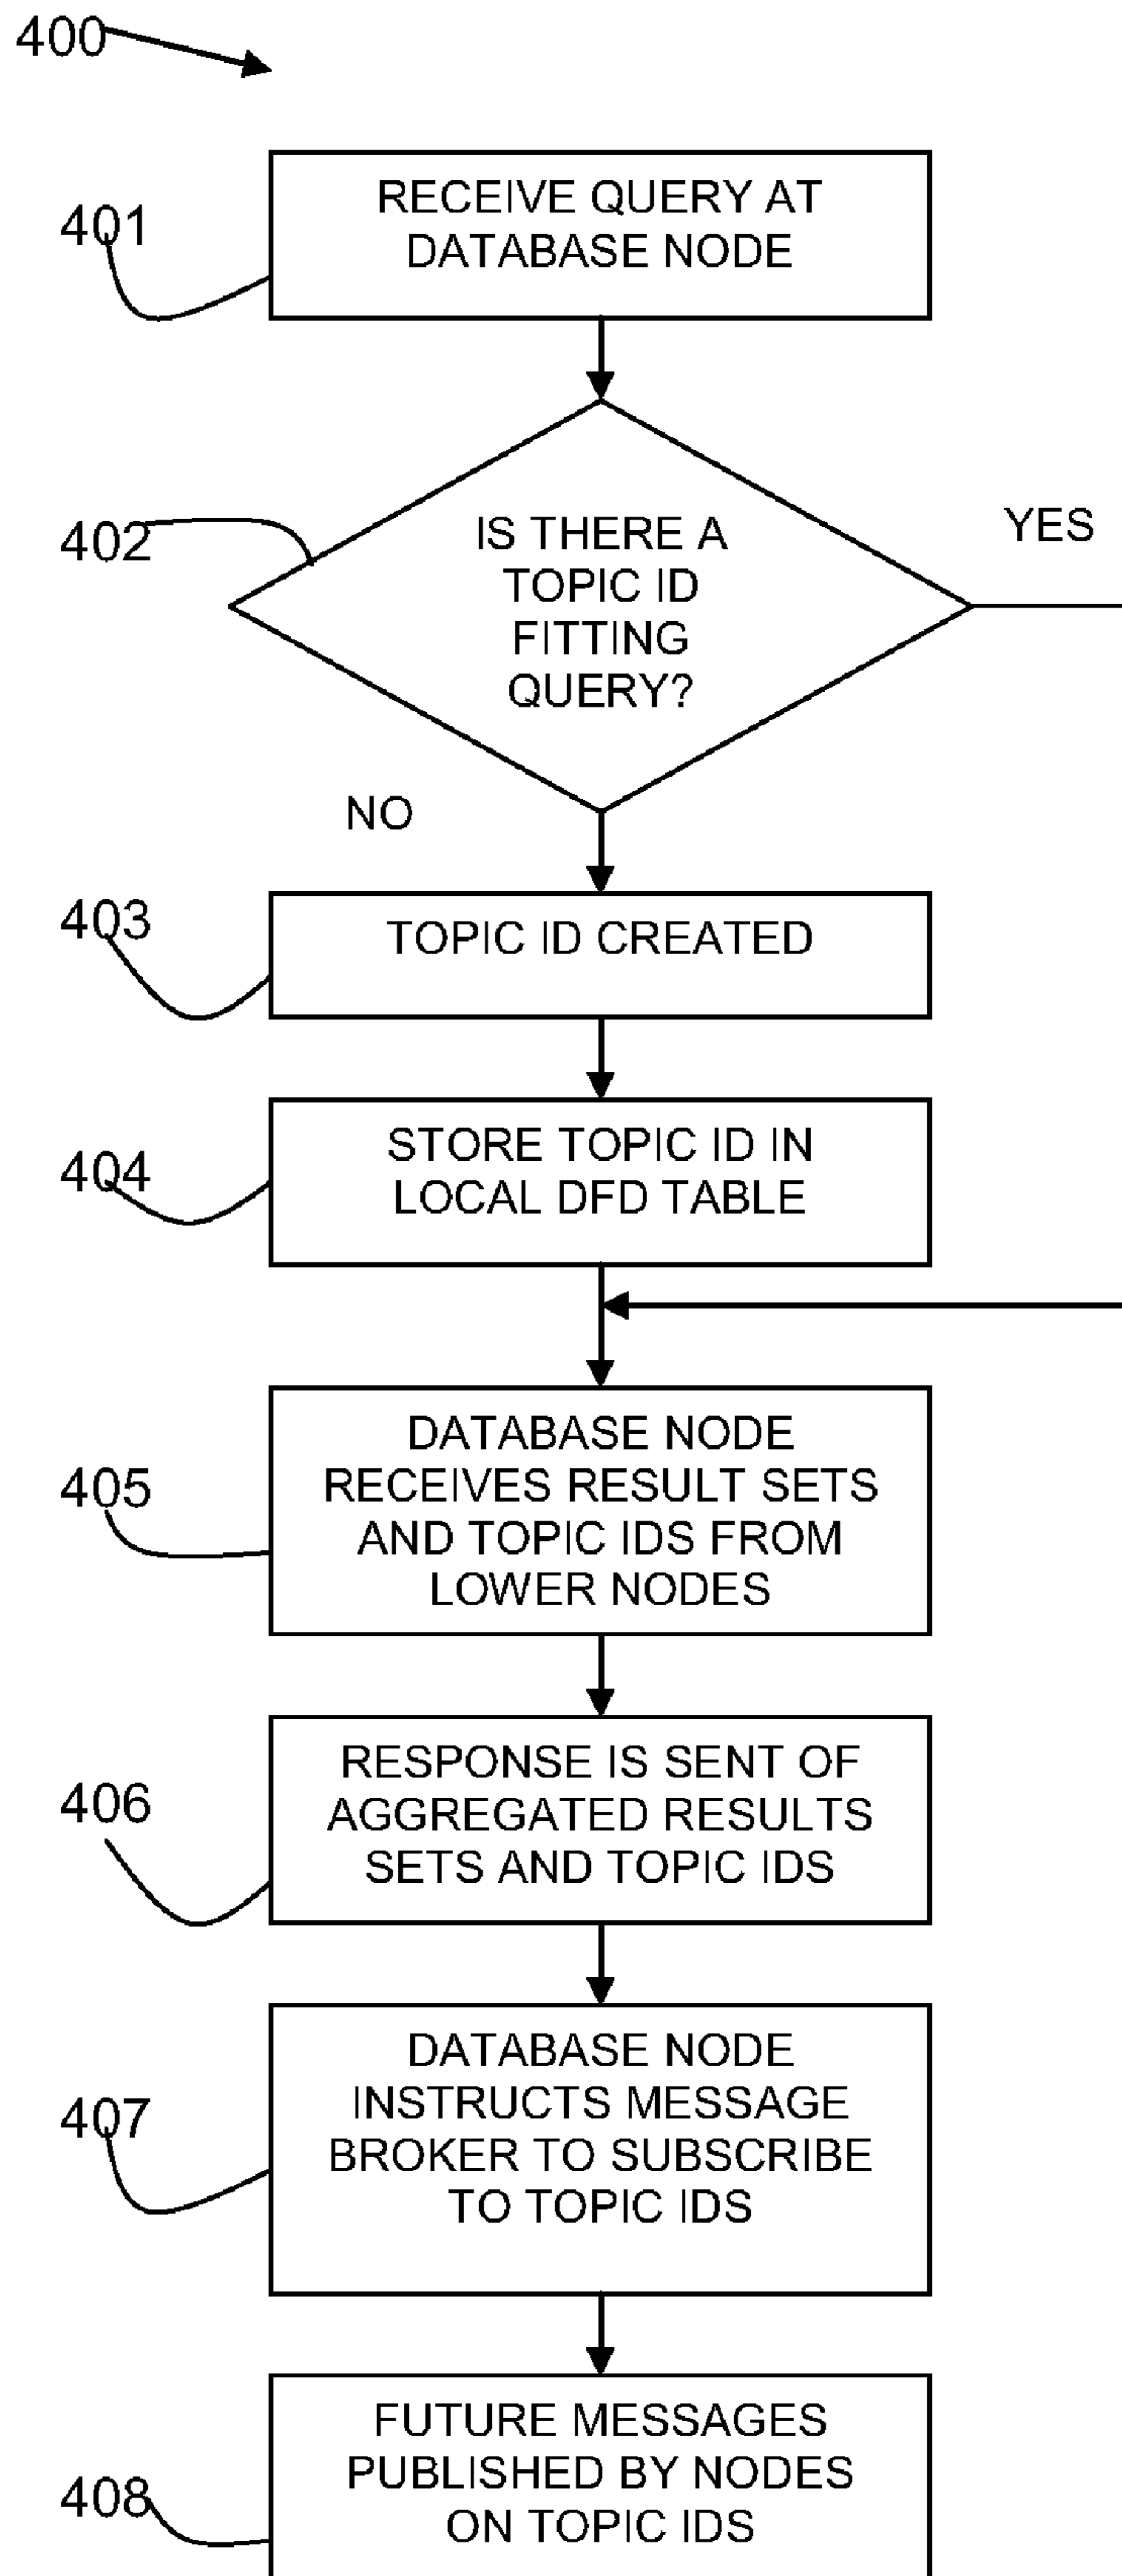 400
401
RECEIVE QUERY AT
DATABASE NODE
402
IS THERE A
TOPIC ID
FITTING
QUERY?
YES
NO
403
TOPIC ID CREATED
404
STORE TOPIC ID IN
LOCAL DFD TABLE
405
DATABASE NODE
RECEIVES RESULT SETS
AND TOPIC IDS FROM
LOWER NODES
406
RESPONSE IS SENT OF
AGGREGATED RESULTS
SETS AND TOPIC IDS
407
DATABASE NODE
INSTRUCTS MESSAGE
BROKER TO SUBSCRIBE
TO TOPIC IDS
408
FUTURE MESSAGES
PUBLISHED BY NODES
ON TOPIC IDS